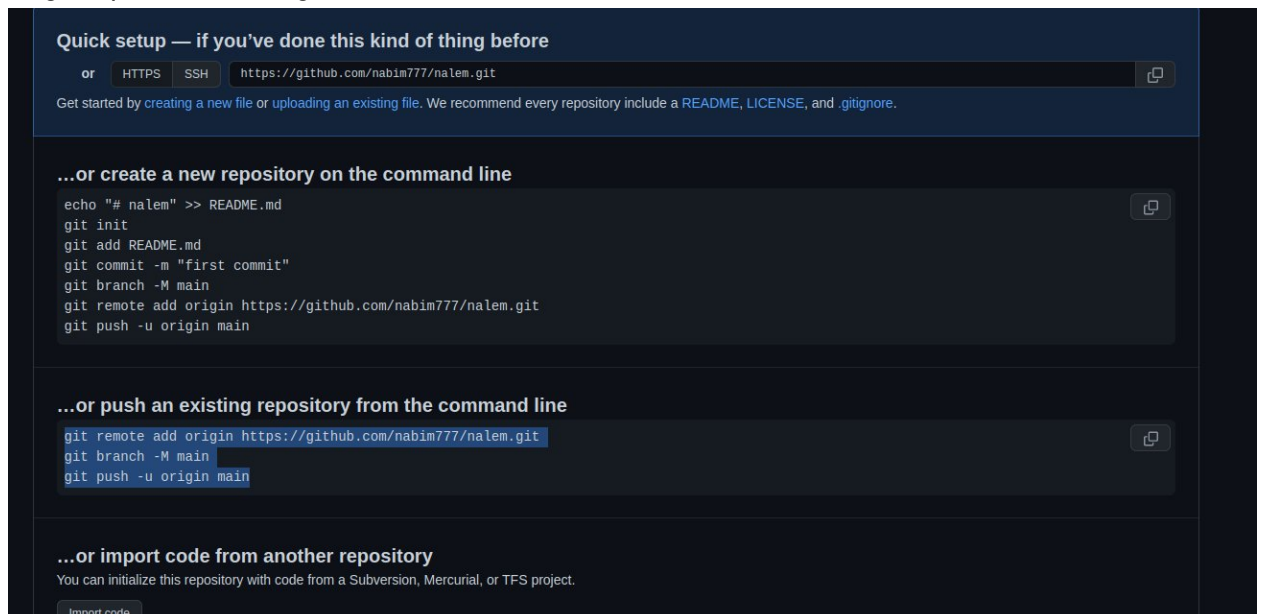 Quick setup — if you’ve done this kind of thing before
or HTTPS SSH https://github.com/nabim777/nalem.git
Get started by creating a new file or uploading an existing file. We recommend every repository include a README, LICENSE, and .gitignore.
…or create a new repository on the command line
echo "# nalem" >> README.md
git init
git add README.md
git commit -m "first commit"
git branch -M main
git remote add origin https://github.com/nabim777/nalem.git
git push -u origin main
…or push an existing repository from the command line
git remote add origin https://github.com/nabim777/nalem.git
git branch -M main
git push -u origin main
…or import code from another repository
You can initialize this repository with code from a Subversion, Mercurial, or TFS project.
Import code